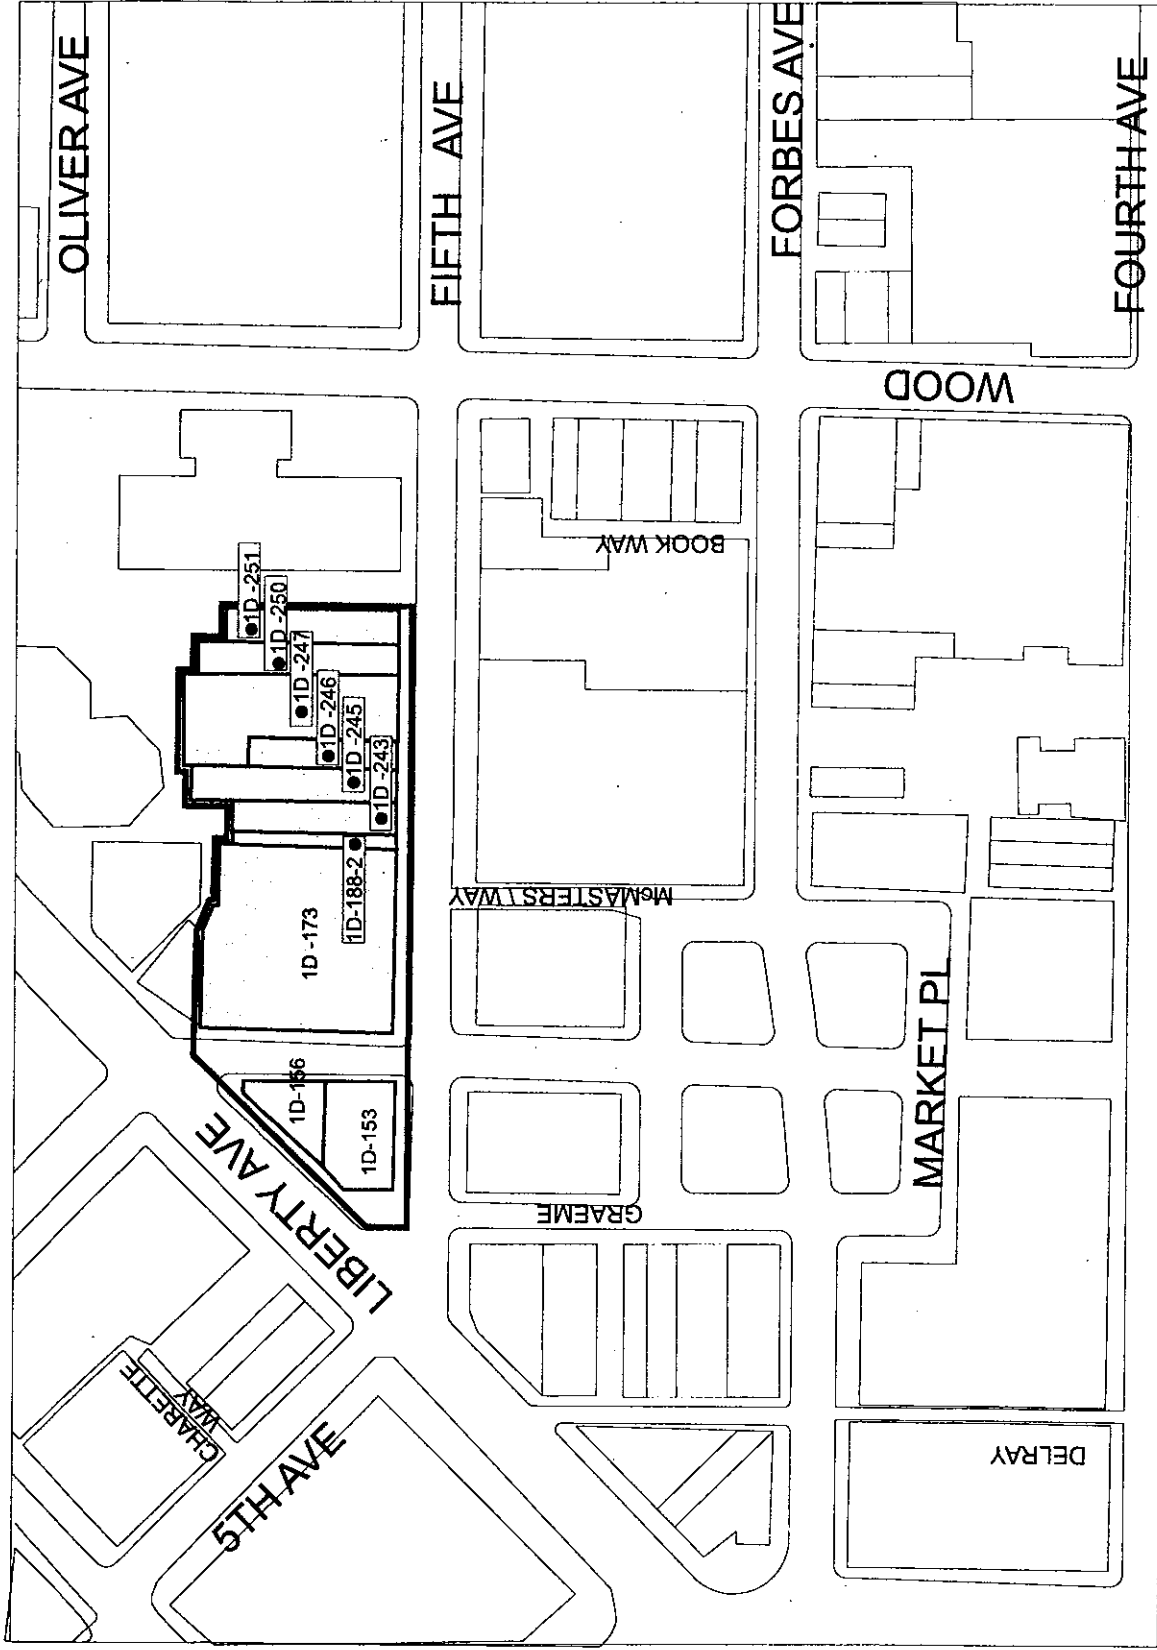 OLIVER AVE
FIFTH AVE
FORBES AVE
FOURTH AVE
WOOD
BOOK WAY
1D -251
1D -250
1D -247
1D -246
1D -245
1D -243
1D-188-2
1D -173
1D-156
1D-153
McMASTERS WAY
MARKET PL
GRAEME
LIBERTY AVE
CHARETTE
WAY
5TH AVE
DELRAY